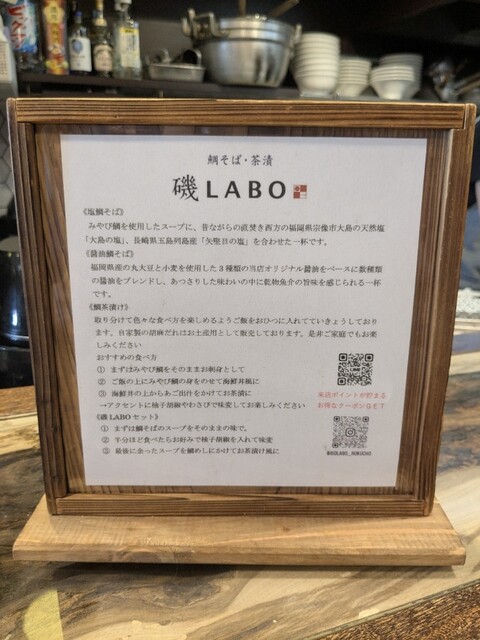 鯛そば・茶漬
磯LABO
《塩鯛そば》
みやび鯛を使用したスープに、昔ながらの直焚き西方の福岡県宗像市大島の天然塩
「大島の塩」、長崎県五島列島産「矢堅目の塩」を合わせた一杯です。
《醤油鯛そば》
福岡県産の丸大豆と小麦を使用した3種類の当店オリジナル醤油をベースに数種類
の醤油をブレンドし、あっさりした味わいの中に乾物魚介の旨味を感じられる一杯
です。
《鯛茶漬け》
取り分けて色々な食べ方を楽しめるようご飯をおひつに入れてていきょうしており
ます。自家製の胡麻だれはお土産用として販売しております。是非ご家庭でもお楽
しみください
おすすめの食べ方
① まずはみやび鯛をそのままお刺身として
② ご飯の上にみやび鯛の身をのせて海鮮丼風に
③ 海鮮丼の上からあご出汁をかけてお茶漬に
→アクセントに柚子胡椒やわさびで味変してお楽しみください
《磯LABOセット》
① まずは鯛そばのスープをそのままの味で。
② 半分ほど食べたらお好みで柚子胡椒を入れて味変
③ 最後に余ったスープを鯛めしにかけてお茶漬け風に
来店ポイントが貯まる
お得なクーポンGET